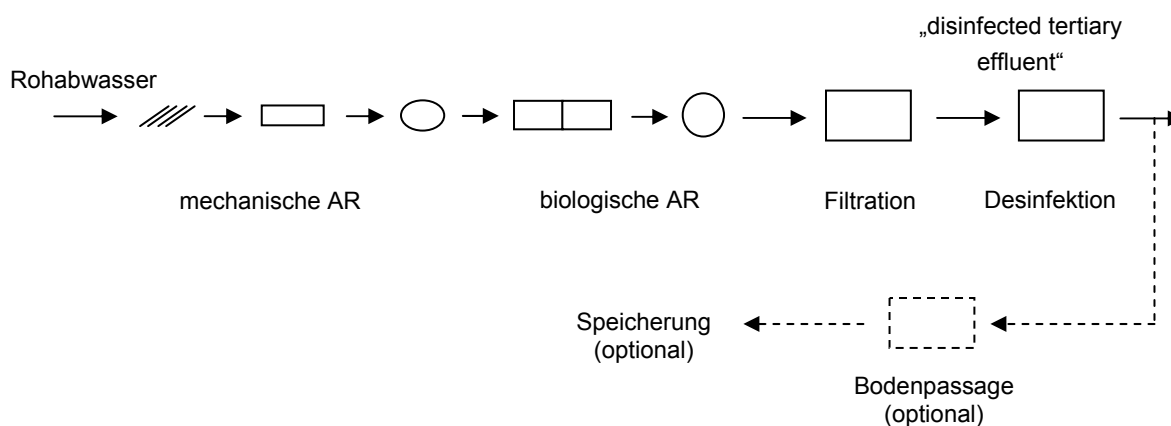 „disinfected tertiary
effluent“
Rohabwasser
mechanische AR
biologische AR
Filtration
Desinfektion
Speicherung
(optional)
Bodenpassage
(optional)